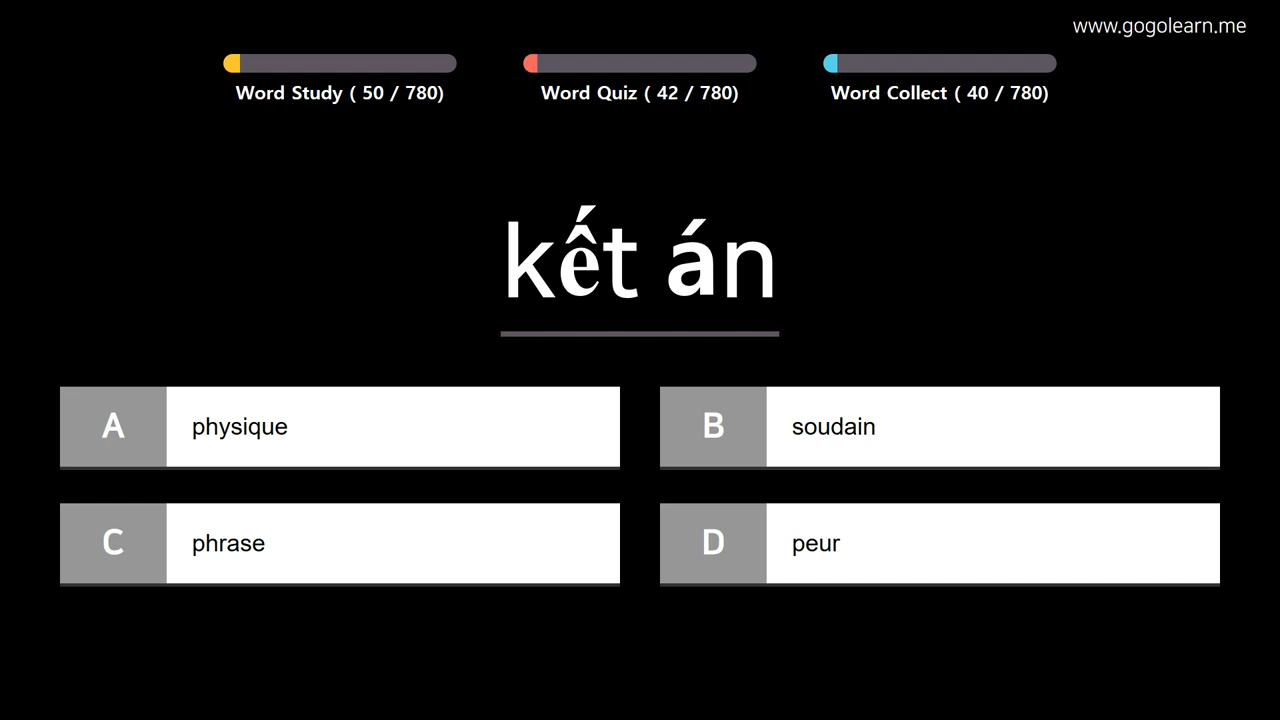 www.gogolearn.me
Word Study ( 50 / 780)
Word Quiz ( 42 / 780)
Word Collect ( 40 / 780)
kết án
A physique
B soudain
C phrase
D peur